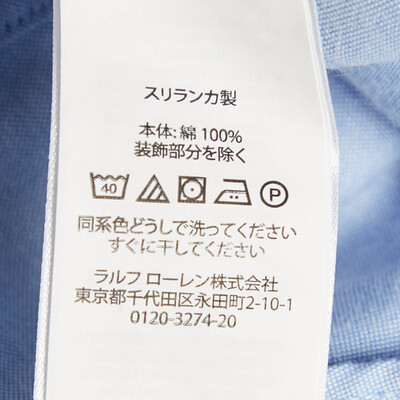 スリランカ製
本体: 綿 100%
装飾部分を除く
40 P
同系色どうしで洗ってください
すぐに干してください
ラルフ ローレン株式会社
東京都千代田区永田町2-10-1
0120-3274-20